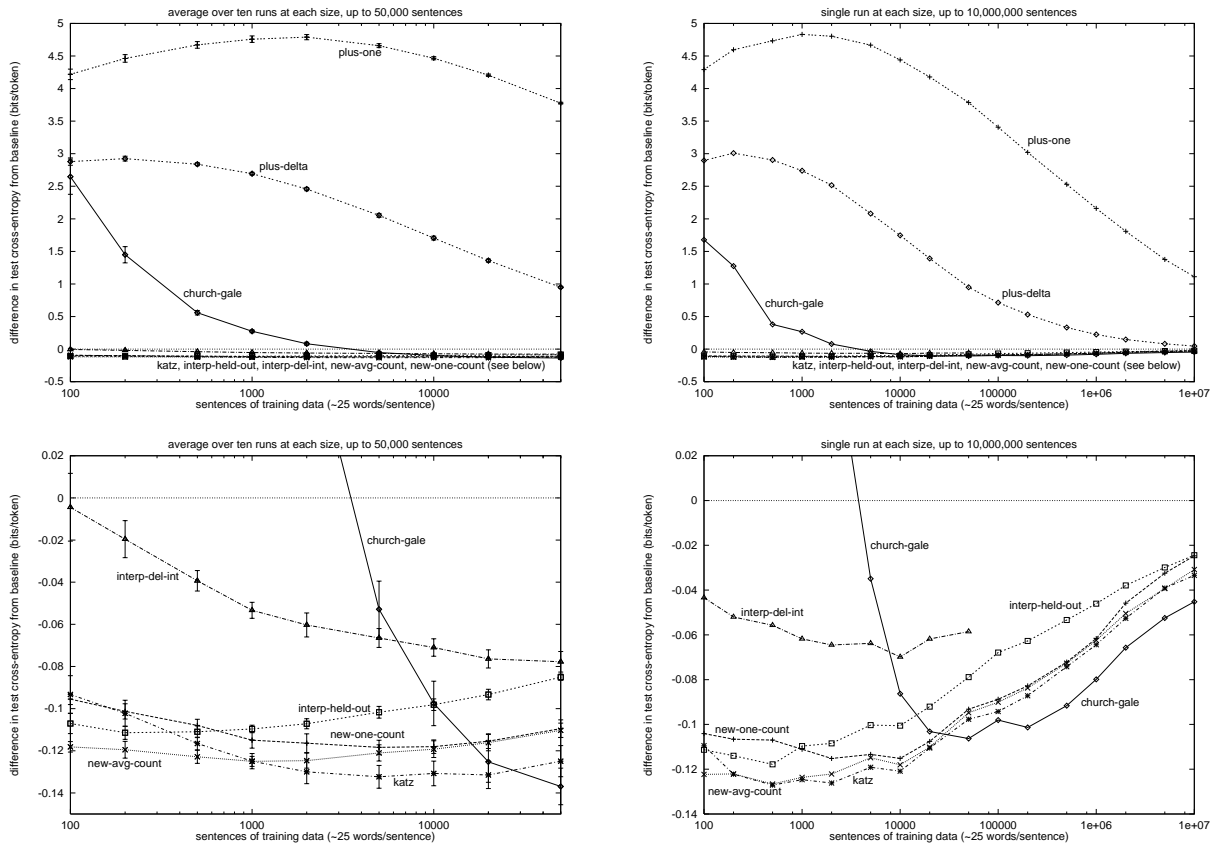 average over ten runs at each size, up to 50,000 sentences
difference in test cross-entropy from baseline (bits/token)
5
4.5
4
3.5
3
2.5
2
1.5
1
0.5
0
-0.5
plus-one
plus-delta
church-gale
katz, interp-held-out, interp-del-int, new-avg-count, new-one-count (see below)
100
1000
10000
sentences of training data (~25 words/sentence)
single run at each size, up to 10,000,000 sentences
difference in test cross-entropy from baseline (bits/token)
5
4.5
4
3.5
3
2.5
2
1.5
1
0.5
0
-0.5
plus-one
plus-delta
church-gale
katz, interp-held-out, interp-del-int, new-avg-count, new-one-count (see below)
100
1000
10000
100000
1e+06
1e+07
sentences of training data (~25 words/sentence)
average over ten runs at each size, up to 50,000 sentences
difference in test cross-entropy from baseline (bits/token)
0.02
0
-0.02
-0.04
-0.06
-0.08
-0.1
-0.12
-0.14
church-gale
interp-del-int
interp-held-out
new-one-count
new-avg-count
katz
100
1000
10000
sentences of training data (~25 words/sentence)
single run at each size, up to 10,000,000 sentences
difference in test cross-entropy from baseline (bits/token)
0.02
0
-0.02
-0.04
-0.06
-0.08
-0.1
-0.12
-0.14
church-gale
interp-del-int
interp-held-out
church-gale
new-one-count
new-avg-count
katz
100
1000
10000
100000
1e+06
1e+07
sentences of training data (~25 words/sentence)